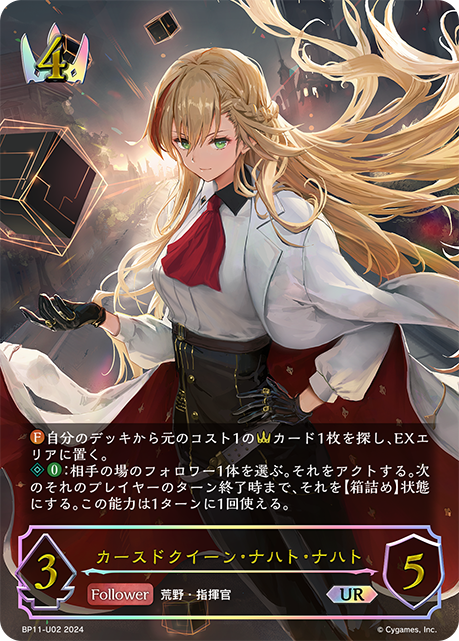 4
F 自分のデッキから元のコスト1のカード1枚を探し、EXエ
リアに置く。
0:相手の場のフォロワー1体を選ぶ。それをアクトする。次
のそれのプレイヤーのターン終了時まで、それを【箱詰め】状態
にする。この能力は1ターンに1回使える。
カースドクイーン・ナハト・ナハト
3
5
Follower 荒野・指揮官 UR
BP11-U02 2024 © Cygames, Inc.